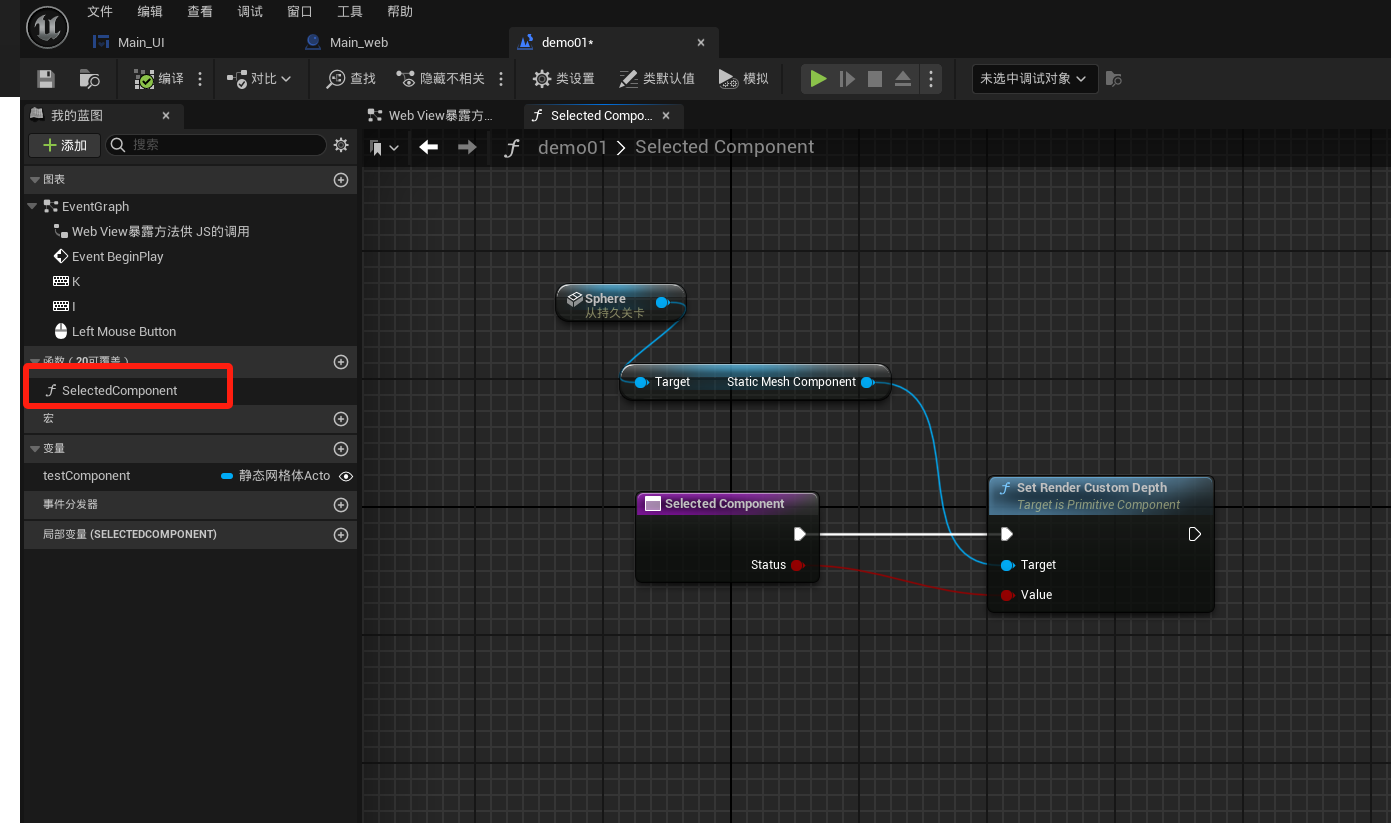 文件 编辑 查看 调试 窗口 工具 帮助
Main_UI Main_web demo01*
编译 对比 查找 隐藏不相关 类设置 类默认值 模拟 未选中调试对象
我的蓝图 Web View暴露方... Selected Compo...
添加 搜索 demo01 Selected Component
图表
EventGraph
Web View暴露方法供 JS的调用
Event BeginPlay
K
I
Left Mouse Button
函数 ( 20可覆盖 )
SelectedComponent
宏
变量
testComponent 静态网格体Acto
事件分发器
局部变量 (SELECTEDCOMPONENT)
Sphere
从持久关卡
Target Static Mesh Component
Selected Component
Status
Set Render Custom Depth
Target is Primitive Component
Target
Value